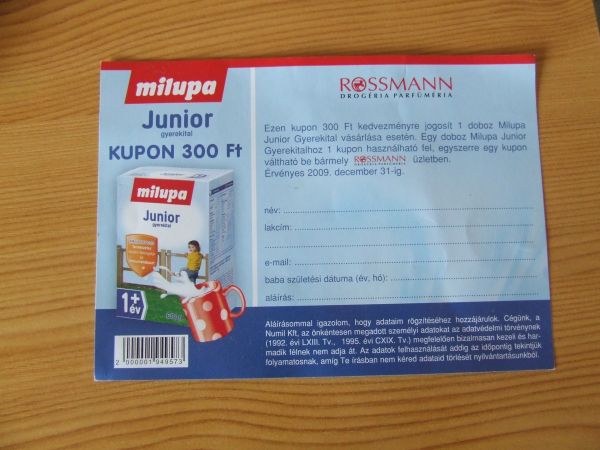 milupa
Junior
gyerekital
KUPON 300 Ft
milupa
Junior
gyerekital
1+
év
2 000001 949573
ROSSMANN
DROGÉRIA PARFÜMÉRIA
Ezen kupon 300 Ft kedvezményre jogosít 1 doboz Milupa
Junior Gyerekital vásárlása esetén. Egy doboz Milupa Junior
Gyerekitalhoz 1 kupon használható fel, egyszerre egy kupon
váltható be bármely ROSSMANN üzletben.
Érvényes 2009. december 31-ig.
név:
lakcím:
e-mail:
baba születési dátuma (év, hó):
aláírás:
Aláírásommal igazolom, hogy adataim rögzítéséhez hozzájárulok. Cégünk, a
Numil Kft, az önkéntesen megadott személyi adatokat az adatvédelmi törvénynek
(1992. évi LXIII. Tv., 1995. évi CXIX. Tv.) megfelelően bizalmasan kezeli és har-
madik félnek nem adja át. Az adatok felhasználását addig az időpontig tekintjük
folyamatosnak, amíg Te írásban nem kéred adataid törlését nyilvántartásunkból.